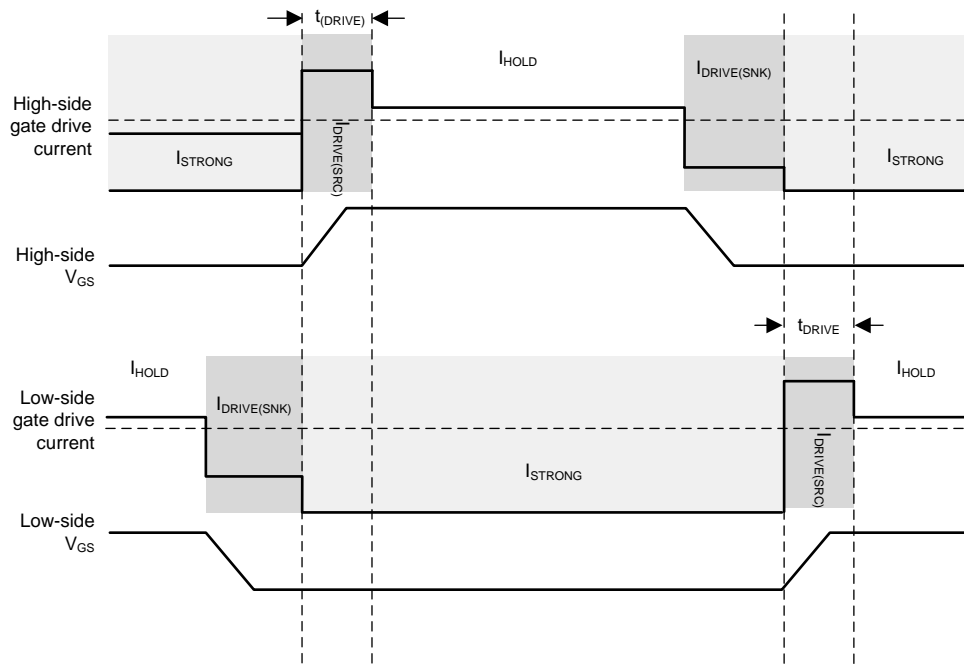 t(DRIVE)
IHOLD
IDRIVE(SNK)
High-side
gate drive
current
IDRIVE(SRC)
ISTRONG
ISTRONG
High-side
VGS
tDRIVE
IHOLD
IHOLD
IDRIVE(SNK)
Low-side
gate drive
current
IDRIVE(SRC)
ISTRONG
Low-side
VGS